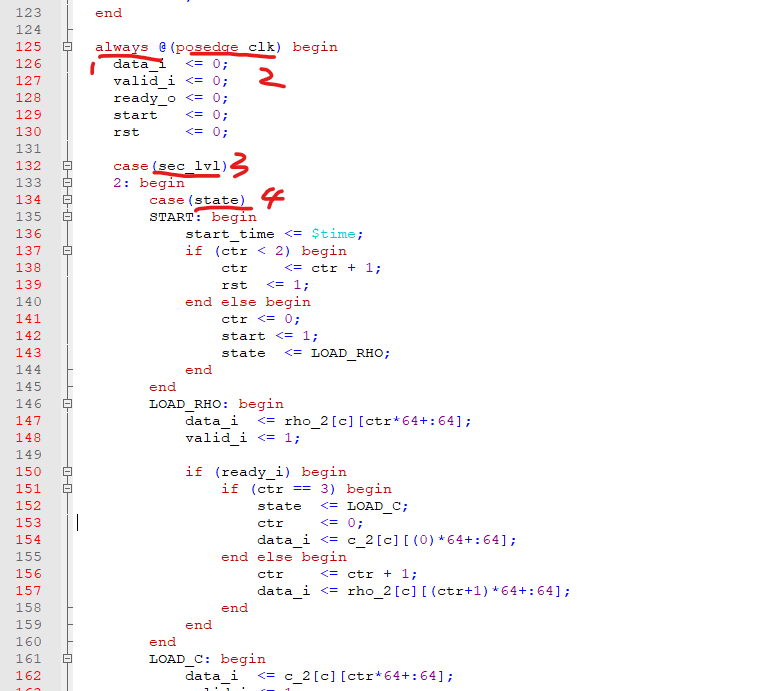 123 end
124
125 always @(posedge clk) begin
1 2
126 data_i <= 0;
127 valid_i <= 0;
128 ready_o <= 0;
129 start <= 0;
130 rst <= 0;
131
132 case(sec_lvl) 3
133 2: begin
134 case(state) 4
135 START: begin
136 start_time <= $time;
137 if (ctr < 2) begin
138 ctr <= ctr + 1;
139 rst <= 1;
140 end else begin
141 ctr <= 0;
142 start <= 1;
143 state <= LOAD_RHO;
144 end
145 end
146 LOAD_RHO: begin
147 data_i <= rho_2[c][ctr*64+:64];
148 valid_i <= 1;
149
150 if (ready_i) begin
151 if (ctr == 3) begin
152 state <= LOAD_C;
153 ctr <= 0;
154 data_i <= c_2[c][(0)*64+:64];
155 end else begin
156 ctr <= ctr + 1;
157 data_i <= rho_2[c][(ctr+1)*64+:64];
158 end
159 end
160 end
161 LOAD_C: begin
162 data_i <= c_2[c][ctr*64+:64];